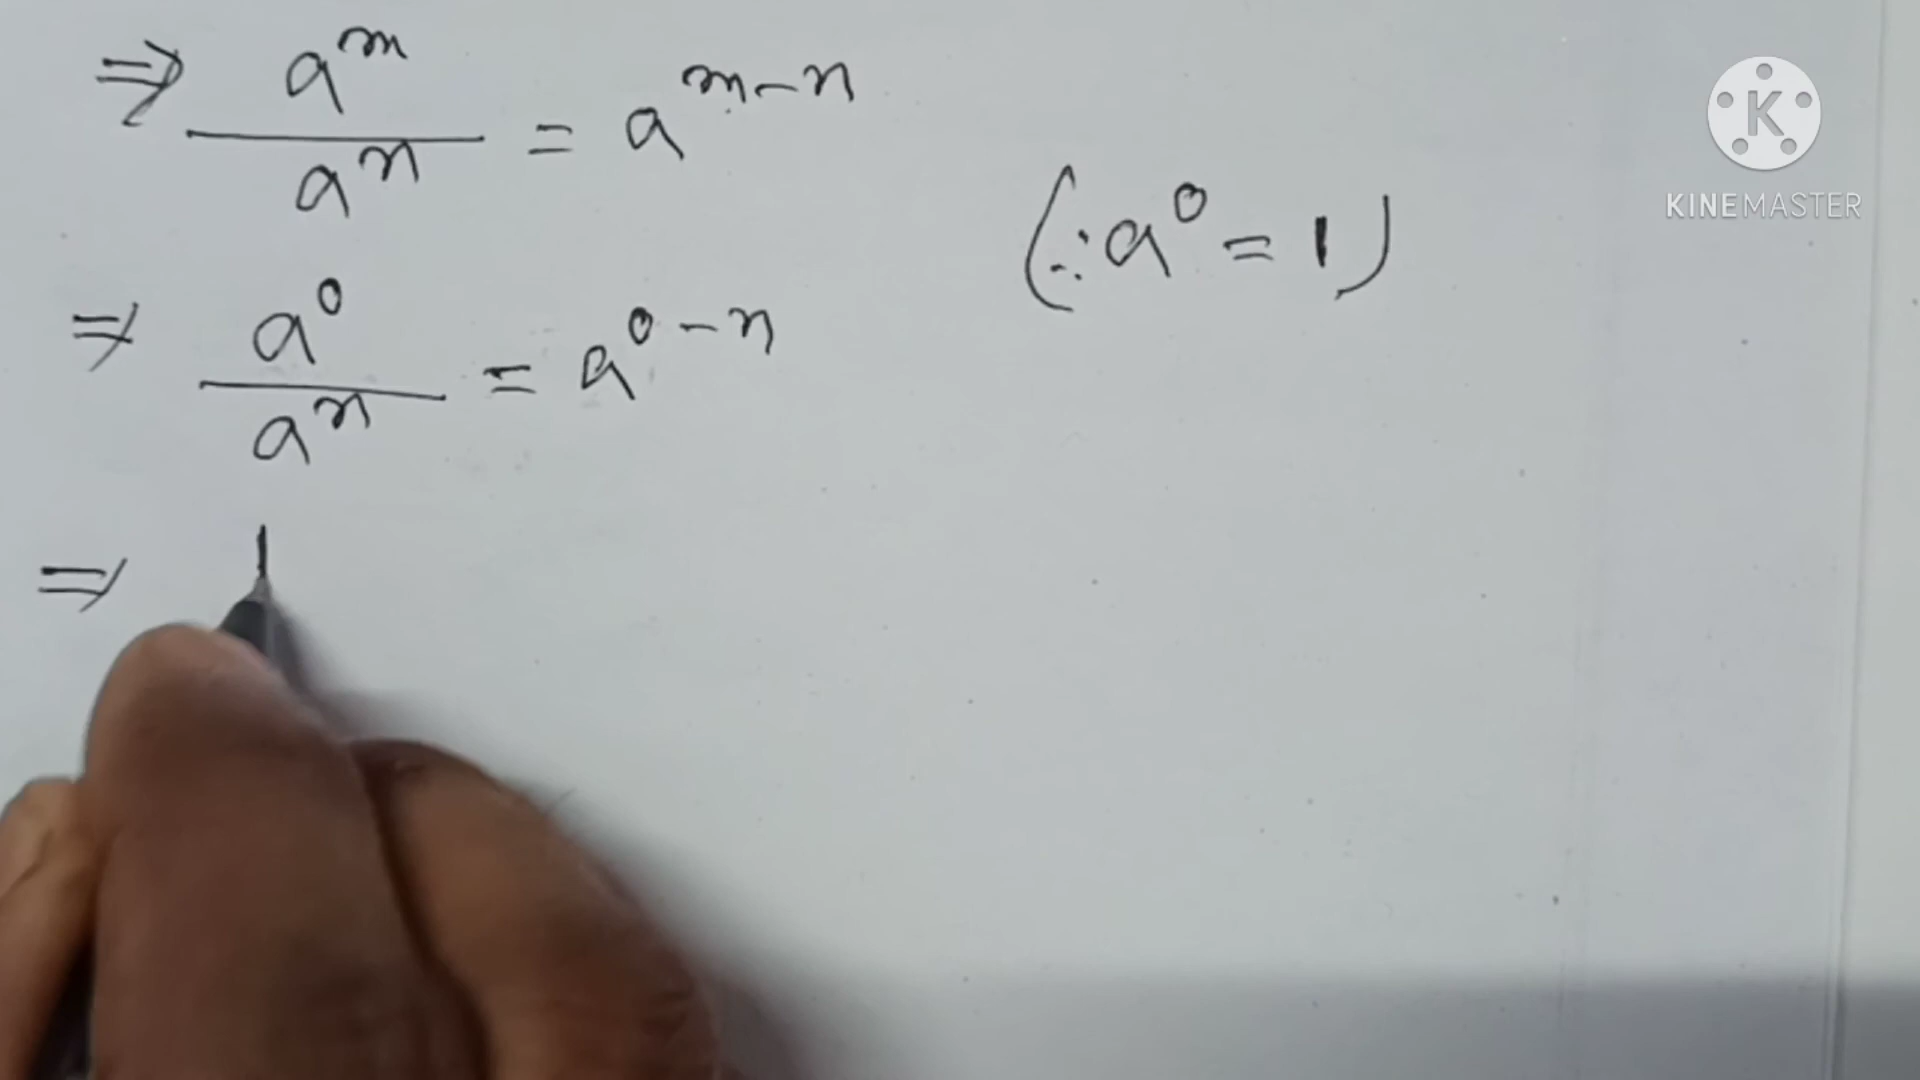 ⇒ a^m / a^n = a^(m-n)
(∵ a^0 = 1)
⇒ a^0 / a^n = a^(0-n)
⇒ 1
K
KINEMASTER